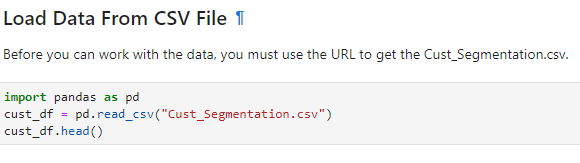 Load Data From CSV File ¶
Before you can work with the data, you must use the URL to get the Cust_Segmentation.csv.
import pandas as pd
cust_df = pd.read_csv("Cust_Segmentation.csv")
cust_df.head()